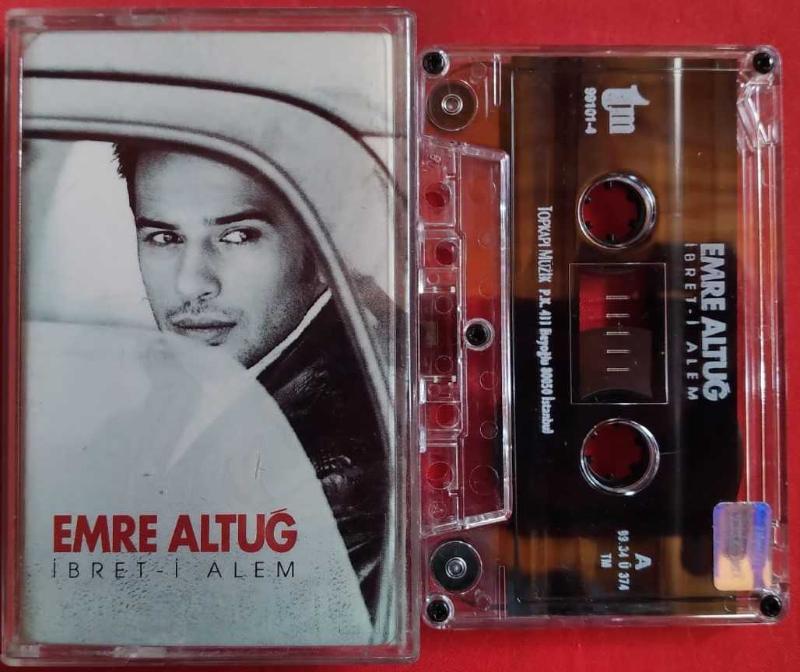 EMRE ALTUĞ
İBRET-İ ALEM
tm
99101-4
EMRE ALTUĞ
İBRET-İ ALEM
TOPKAPI MÜZİK P.K. 411 Beyoğlu 80050 İstanbul
A
99.34 Ü 374
TM